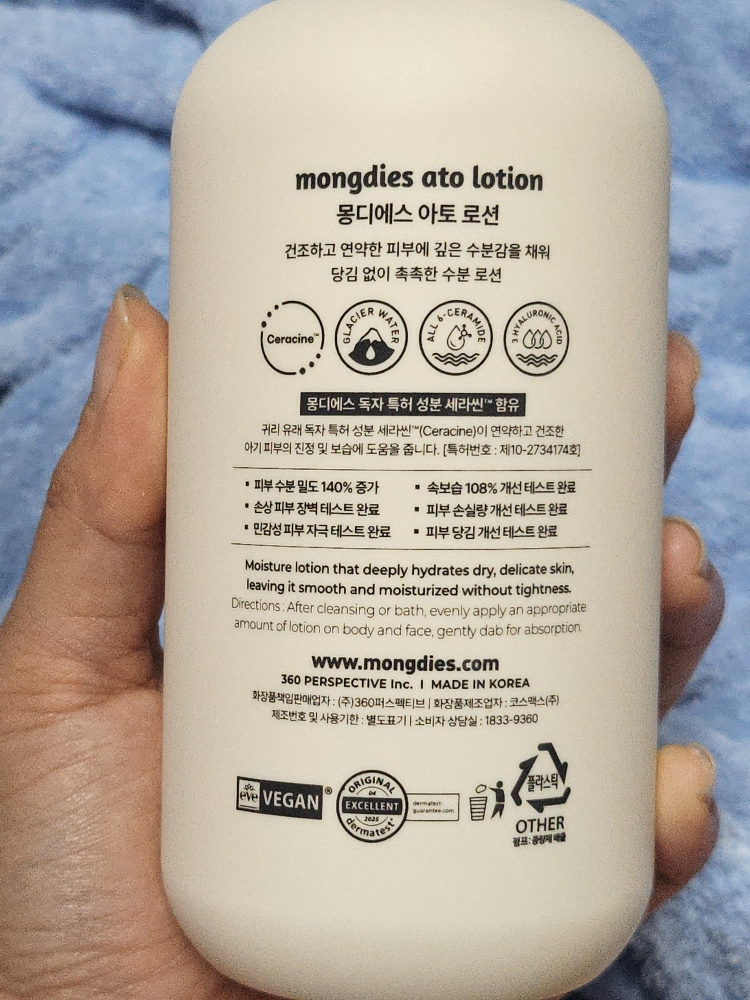 mongdies ato lotion
몽디에스 아토 로션
건조하고 연약한 피부에 깊은 수분감을 채워
당김 없이 촉촉한 수분 로션
Ceracine™
GLACIER WATER
ALL 6-CERAMIDE
3 HYALURONIC ACID
몽디에스 독자 특허 성분 세라씬™ 함유
귀리 유래 독자 특허 성분 세라씬™(Ceracine)이 연약하고 건조한
아기 피부의 진정 및 보습에 도움을 줍니다. [특허번호 : 제10-2734174호]
▪ 피부 수분 밀도 140% 증가 ▪ 속보습 108% 개선 테스트 완료
▪ 손상 피부 장벽 테스트 완료 ▪ 피부 손실량 개선 테스트 완료
▪ 민감성 피부 자극 테스트 완료 ▪ 피부 당김 개선 테스트 완료
Moisture lotion that deeply hydrates dry, delicate skin,
leaving it smooth and moisturized without tightness.
Directions : After cleansing or bath, evenly apply an appropriate
amount of lotion on body and face, gently dab for absorption.
www.mongdies.com
360 PERSPECTIVE Inc. I MADE IN KOREA
화장품책임판매업자 : (주)360퍼스펙티브 | 화장품제조업자 : 코스맥스(주)
제조번호 및 사용기한 : 별도표기 | 소비자 상담실 : 1833-9360
eve VEGAN®
ORIGINAL
04
EXCELLENT
2025
dermatest®
dermatest-
guarantee.com
플라스틱
OTHER
펌프 : 종량제 배출